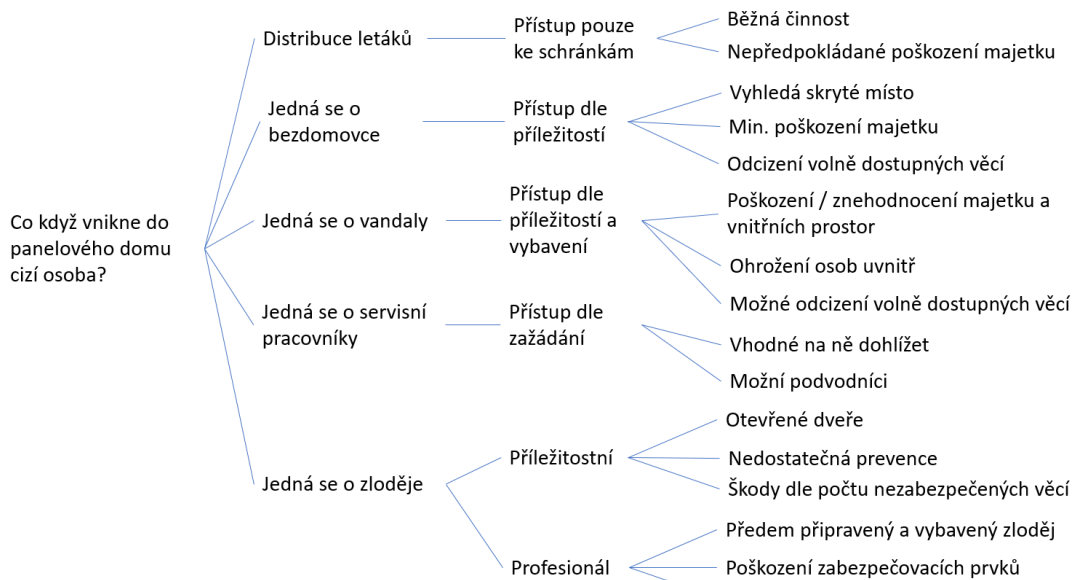 Co když vnikne do
panelového domu
cizí osoba?
Distribuce letáků
Přístup pouze
ke schránkám
Běžná činnost
Nepředpokládané poškození majetku
Jedná se o
bezdomovce
Přístup dle
příležitostí
Vyhledá skryté místo
Min. poškození majetku
Odcizení volně dostupných věcí
Jedná se o vandaly
Přístup dle
příležitostí a
vybavení
Poškození / znehodnocení majetku a
vnitřních prostor
Ohrožení osob uvnitř
Možné odcizení volně dostupných věcí
Jedná se o servisní
pracovníky
Přístup dle
zažádání
Vhodné na ně dohlížet
Možní podvodníci
Jedná se o zloděje
Příležitostní
Otevřené dveře
Nedostatečná prevence
Škody dle počtu nezabezpečených věcí
Profesionál
Předem připravený a vybavený zloděj
Poškození zabezpečovacích prvků